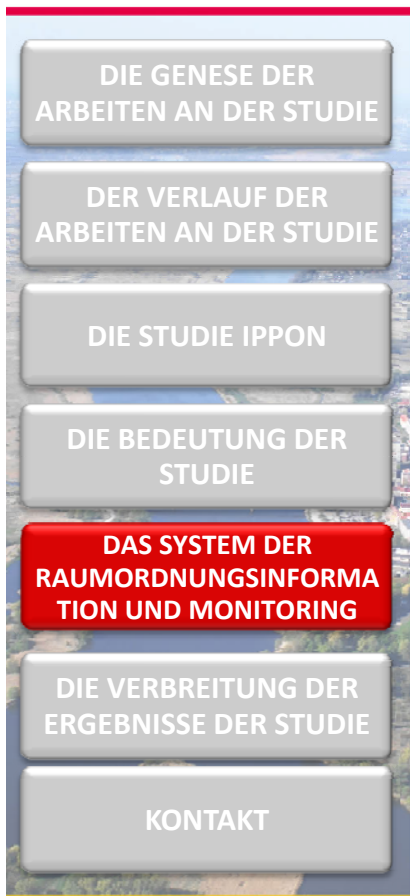 DIE GENESE DER
ARBEITEN AN DER STUDIE
DER VERLAUF DER
ARBEITEN AN DER STUDIE
DIE STUDIE IPPON
DIE BEDEUTUNG DER
STUDIE
DAS SYSTEM DER
RAUMORDNUNGSINFORMA
TION UND MONITORING
DIE VERBREITUNG DER
ERGEBNISSE DER STUDIE
KONTAKT